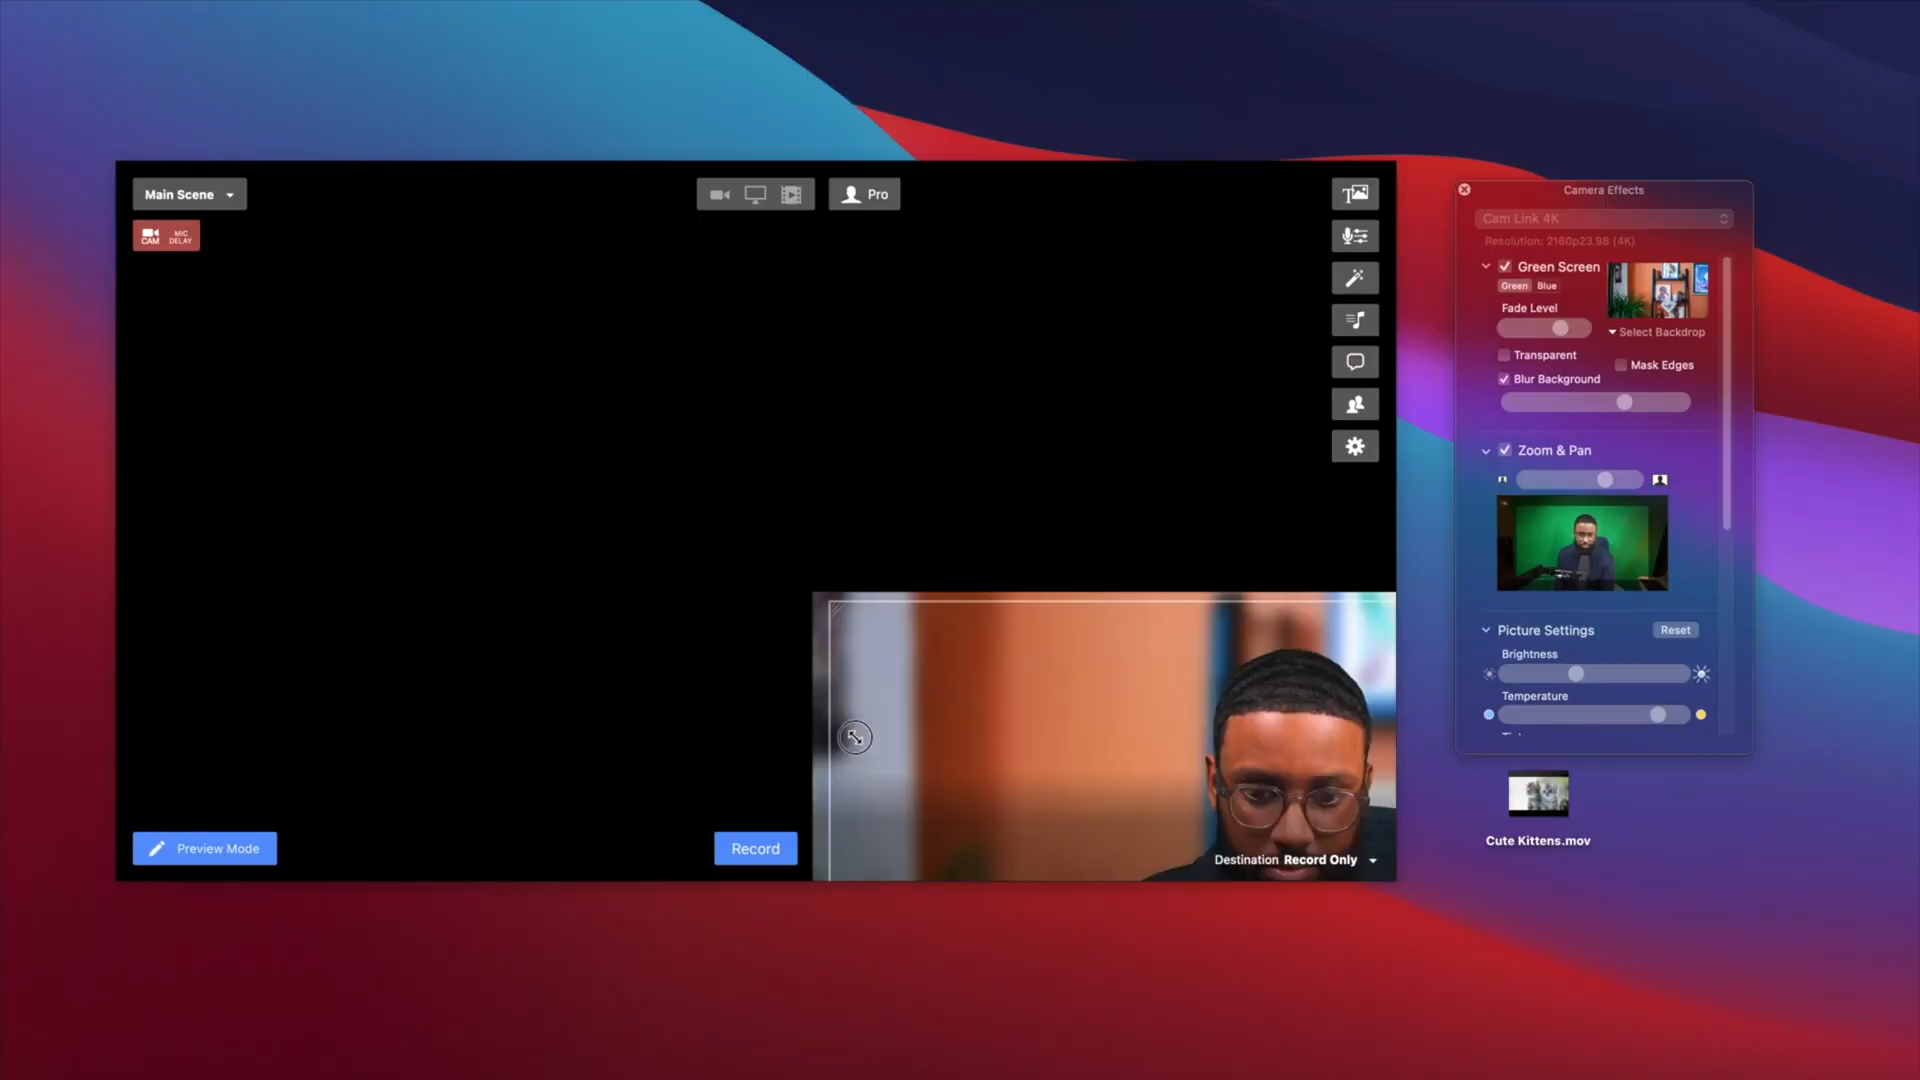 Main Scene
Pro
CAM
MIC
DELAY
Preview Mode
Record
Destination Record Only
Camera Effects
Cam Link 4K
Resolution: 2160p23.98 (4K)
Green Screen
Green Blue
Fade Level
Select Backdrop
Transparent
Mask Edges
Blur Background
Zoom & Pan
Picture Settings
Reset
Brightness
Temperature
Cute Kittens.mov